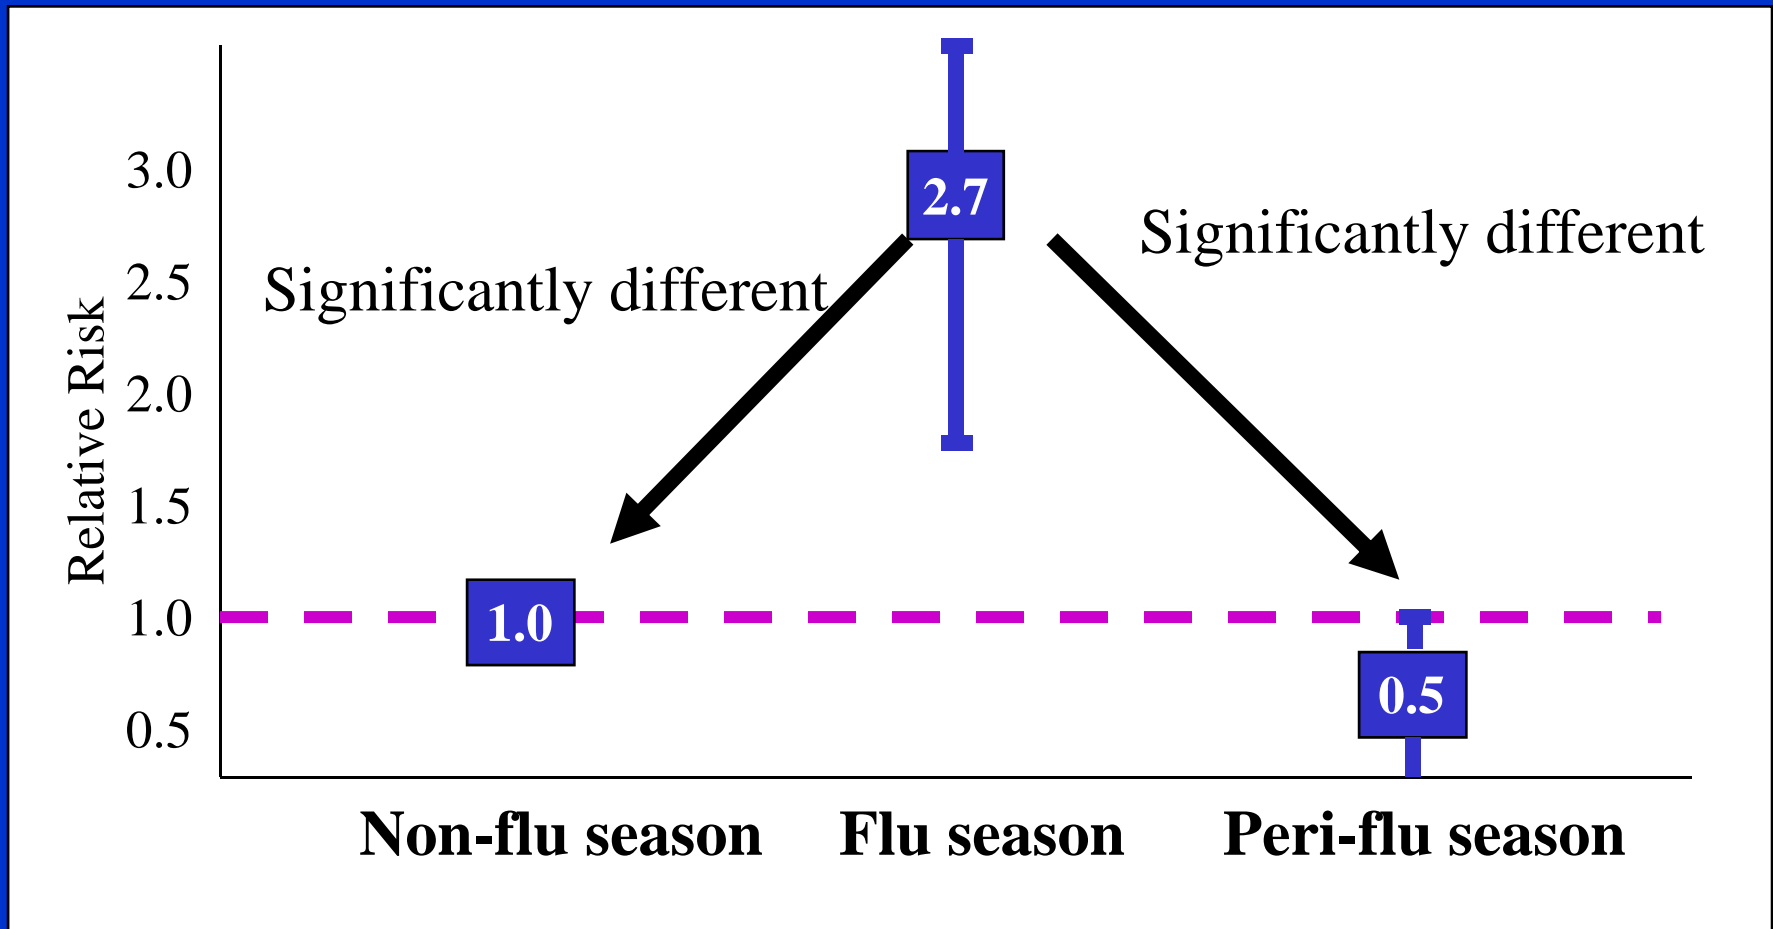 Relative Risk
3.0
2.5
2.0
1.5
1.0
0.5
2.7
Significantly different
Significantly different
1.0
0.5
Non-flu season
Flu season
Peri-flu season